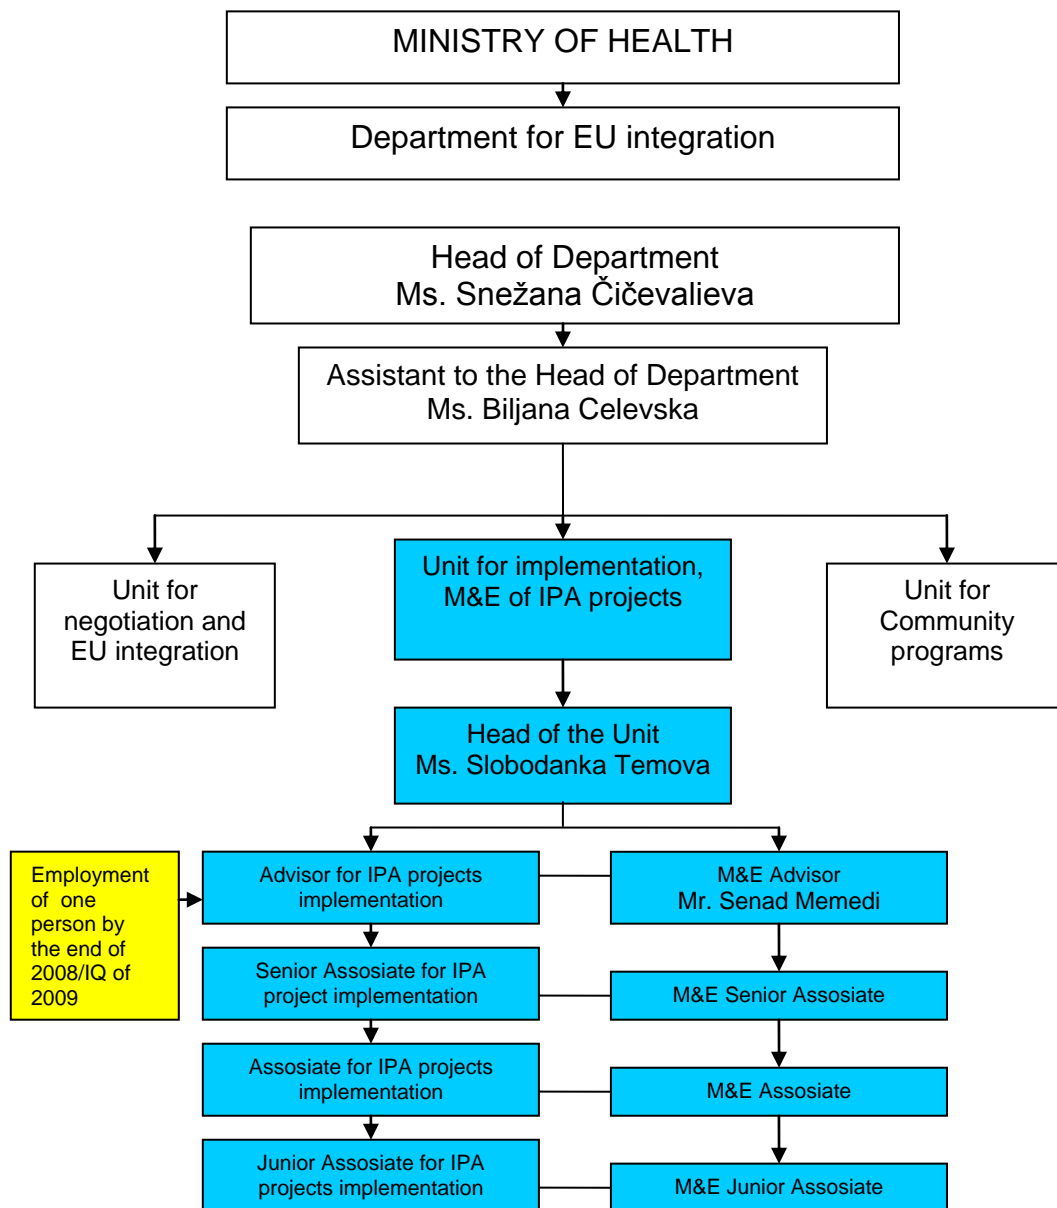 MINISTRY OF HEALTH
Department for EU integration
Head of Department
Ms. Snežana Čičevalieva
Assistant to the Head of Department
Ms. Biljana Celevska
Unit for
negotiation and
EU integration
Unit for implementation,
M&E of IPA projects
Unit for
Community
programs
Head of the Unit
Ms. Slobodanka Temova
Employment
of one
person by
the end of
2008/IQ of
2009
Advisor for IPA projects
implementation
M&E Advisor
Mr. Senad Memedi
Senior Assosiate for IPA
project implementation
M&E Senior Assosiate
Assosiate for IPA projects
implementation
M&E Assosiate
Junior Assosiate for IPA
projects implementation
M&E Junior Assosiate